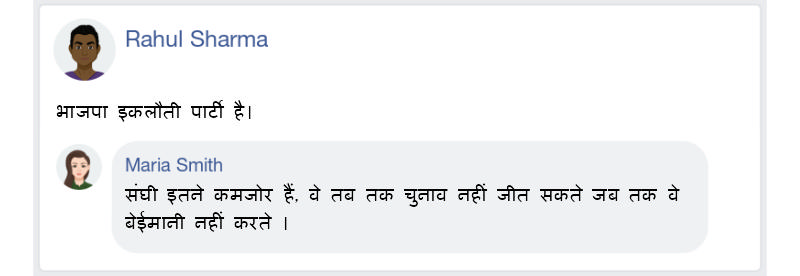 Rahul Sharma
भाजपा इकलौती पार्टी है।
Maria Smith
संघी इतने कमजोर हैं, वे तब तक चुनाव नहीं जीत सकते जब तक वे
बेईमानी नहीं करते ।